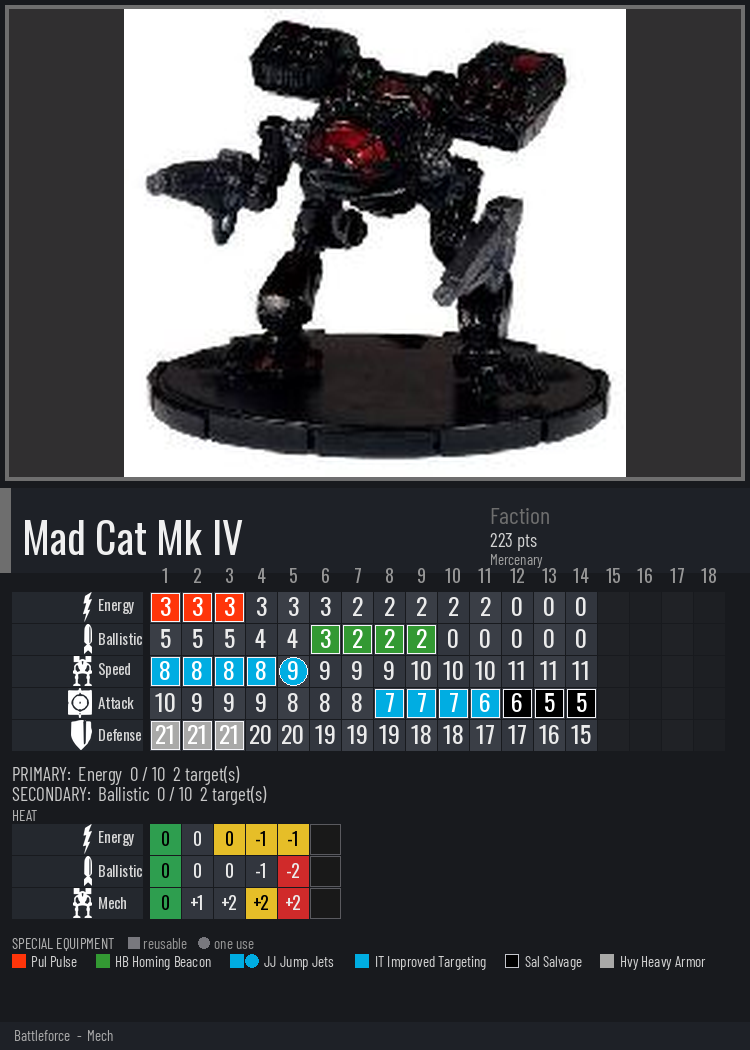 Mad Cat Mk IV
Faction
223 pts
Mercenary
1 2 3 4 5 6 7 8 9 10 11 12 13 14 15 16 17 18
Energy 3 3 3 3 3 3 2 2 2 2 2 0 0 0
Ballistic 5 5 5 4 4 3 2 2 2 0 0 0 0 0
Speed 8 8 8 8 9 9 9 9 10 10 10 11 11 11
Attack 10 9 9 9 8 8 8 7 7 7 6 6 5 5
Defense 21 21 21 20 20 19 19 19 18 18 17 17 16 15
PRIMARY: Energy 0 / 10 2 target(s)
SECONDARY: Ballistic 0 / 10 2 target(s)
HEAT
Energy 0 0 0 -1 -1
Ballistic 0 0 0 -1 -2
Mech 0 +1 +2 +2 +2
SPECIAL EQUIPMENT reusable one use
Pul Pulse HB Homing Beacon JJ Jump Jets IT Improved Targeting Sal Salvage Hvy Heavy Armor
Battleforce - Mech